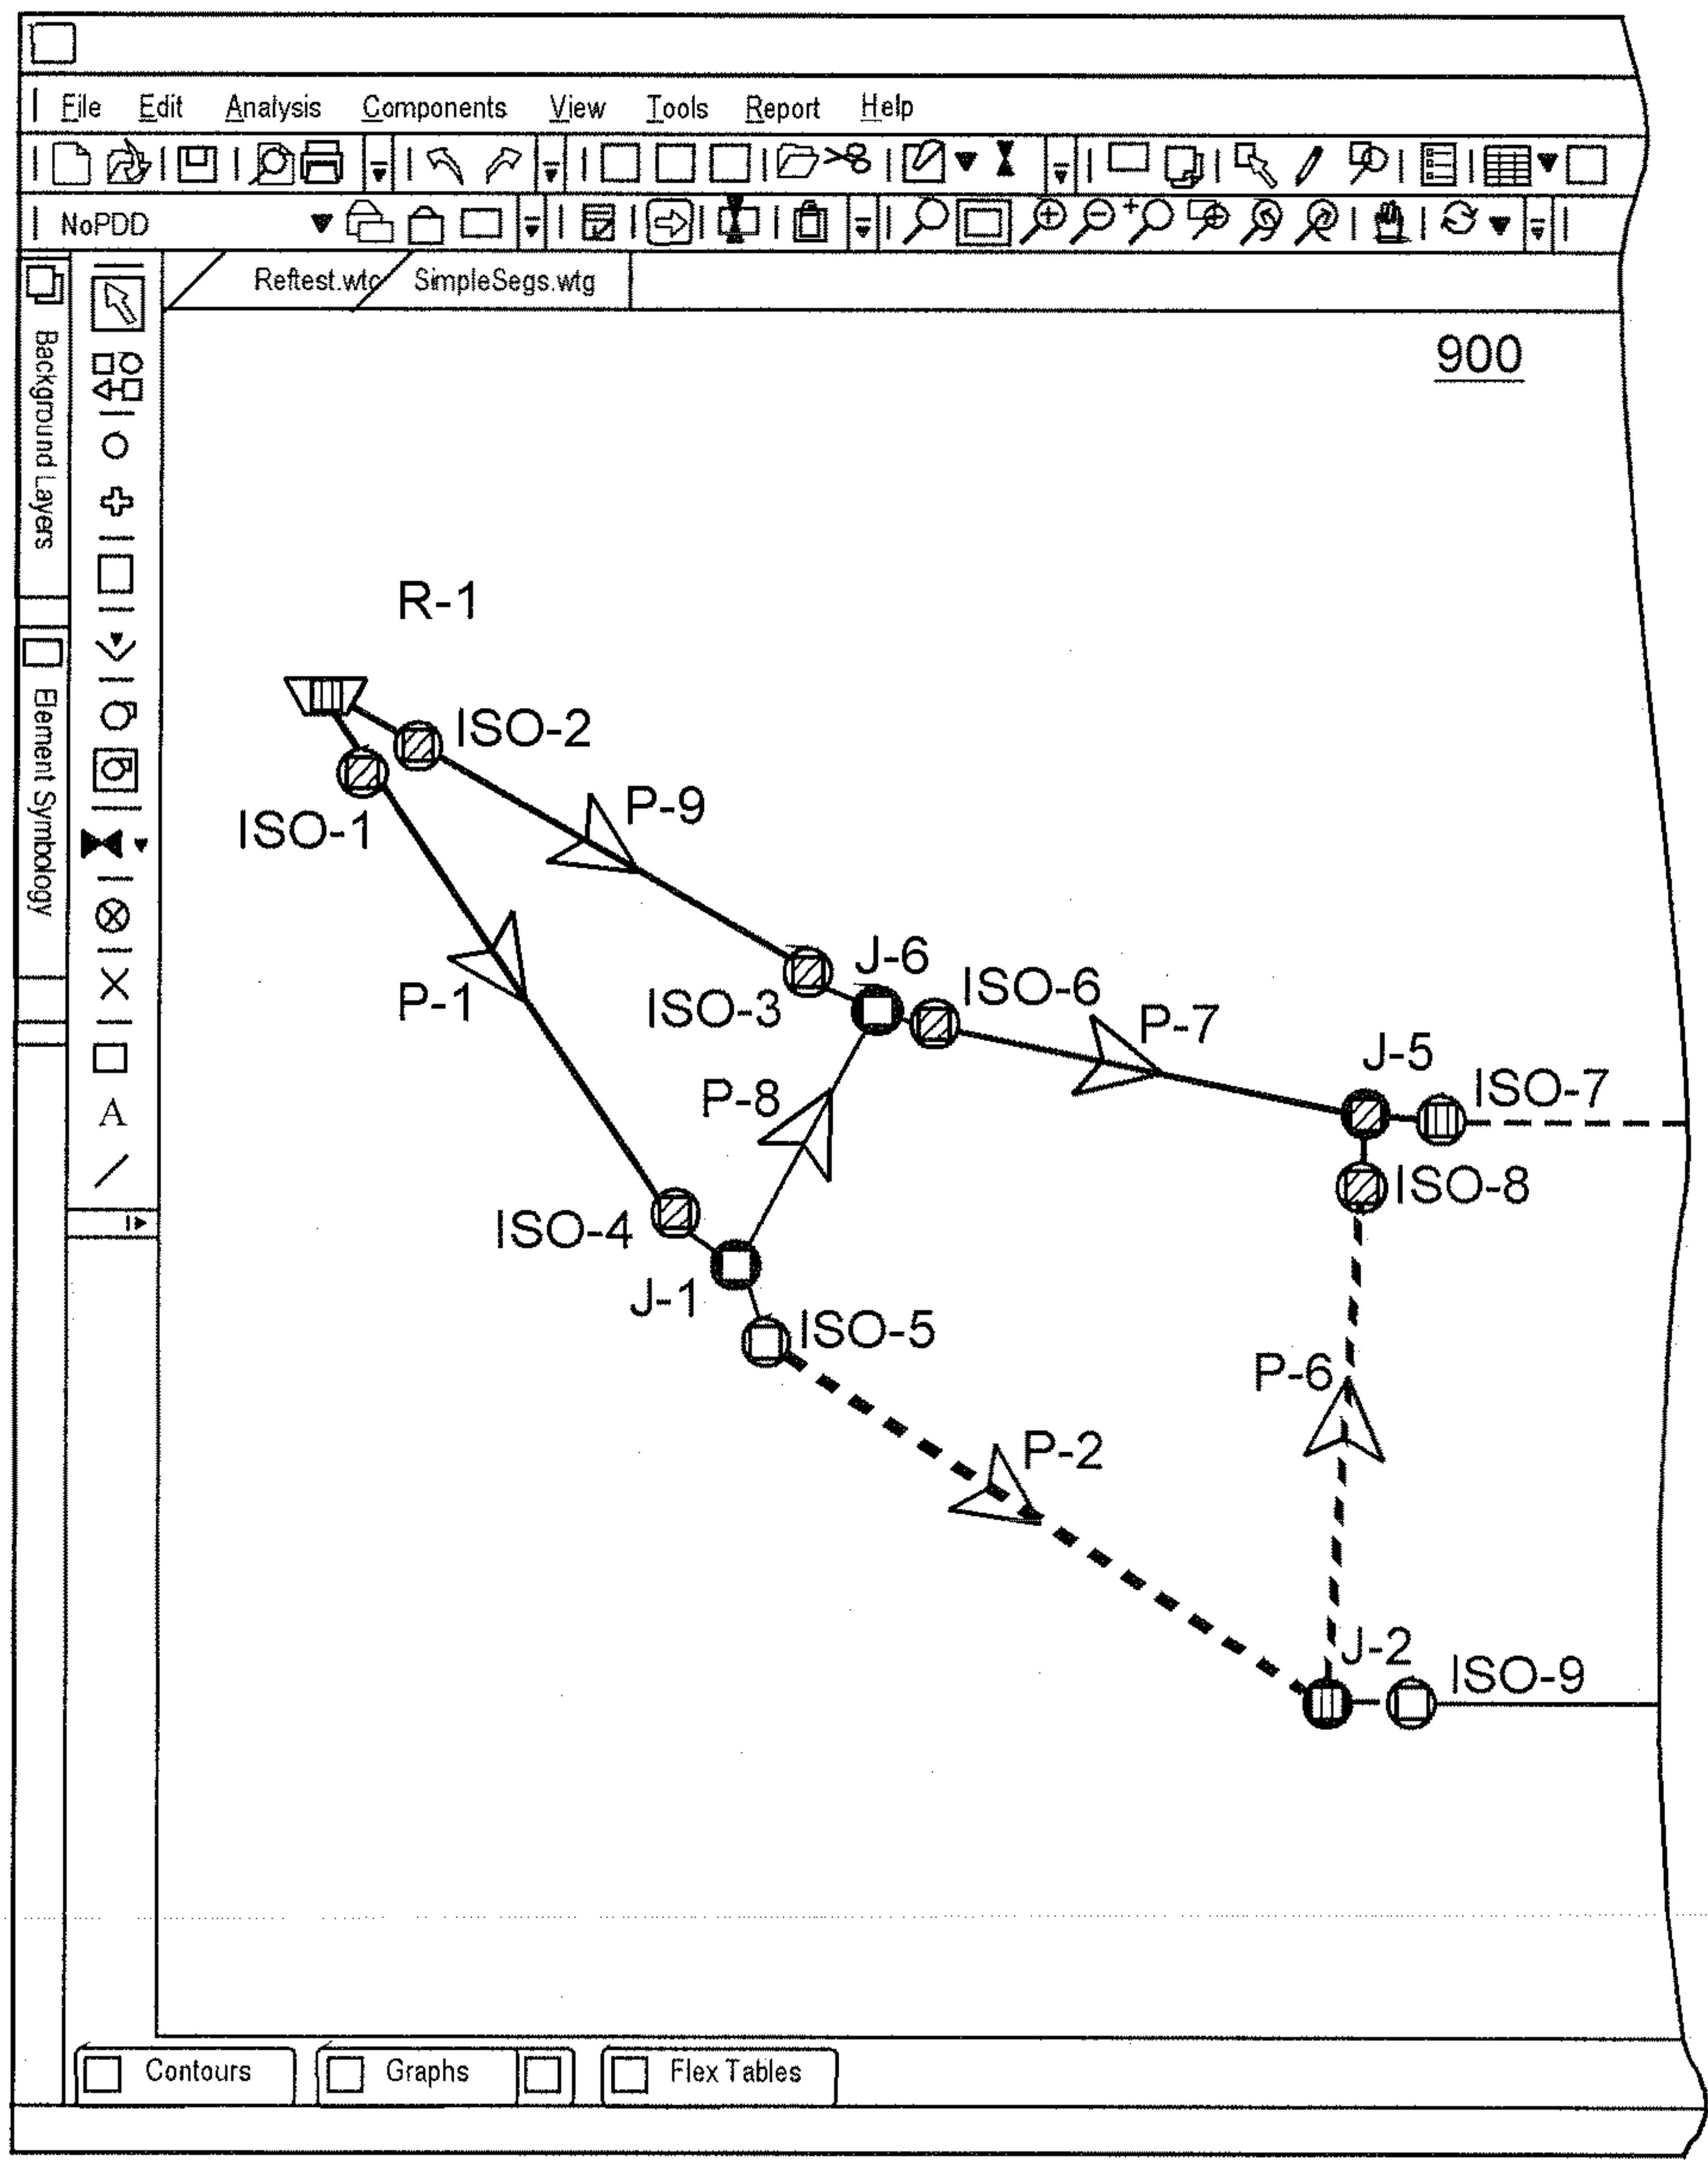 File Edit Analysis Components View Tools Report Help
NoPDD
Reftest.wtg SimpleSegs.wtg
Background Layers
Element Symbology
A
900
R-1
ISO-2
ISO-1
P-9
P-1
J-6
ISO-3
ISO-6
P-7
J-5
ISO-7
P-8
ISO-8
ISO-4
J-1
ISO-5
P-6
P-2
J-2
ISO-9
Contours Graphs Flex Tables